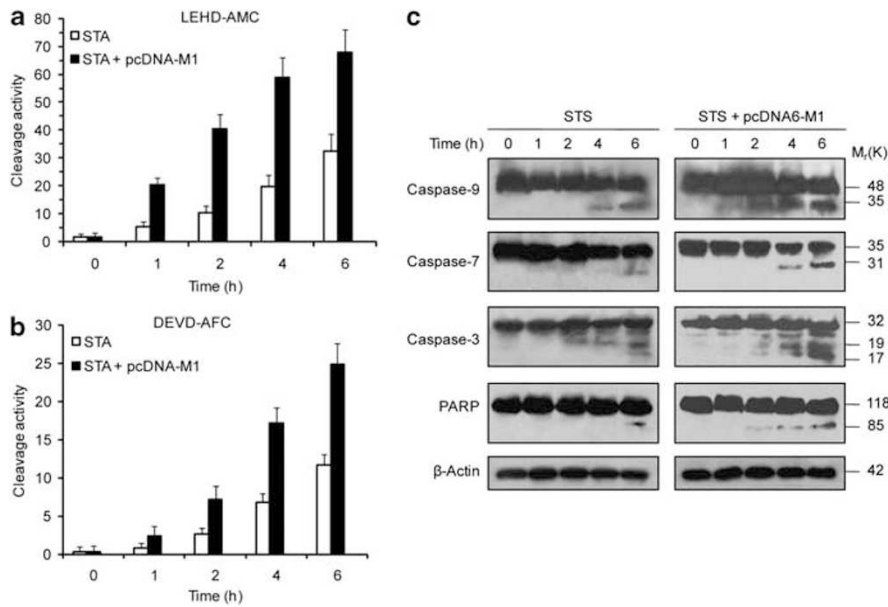 a
LEHD-AMC
80
70
60
50
40
30
20
10
0
Cleavage activity
STA
STA + pcDNA-M1
0 1 2 4 6
Time (h)
b
DEVD-AFC
30
25
20
15
10
5
0
Cleavage activity
STA
STA + pcDNA-M1
0 1 2 4 6
Time (h)
c
STS STS + pcDNA6-M1
Time (h) 0 1 2 4 6 0 1 2 4 6 Mr(K)
Caspase-9 48
35
Caspase-7 35
31
Caspase-3 32
19
17
PARP 118
85
β-Actin 42